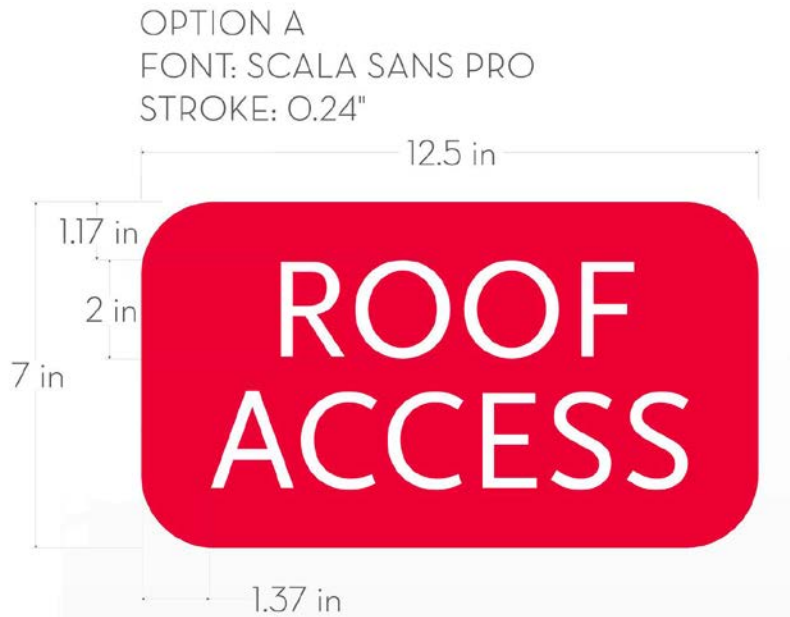 OPTION A
FONT: SCALA SANS PRO
STROKE: 0.24"
12.5 in
1.17 in
ROOF
2 in
7 in
ACCESS
1.37 in